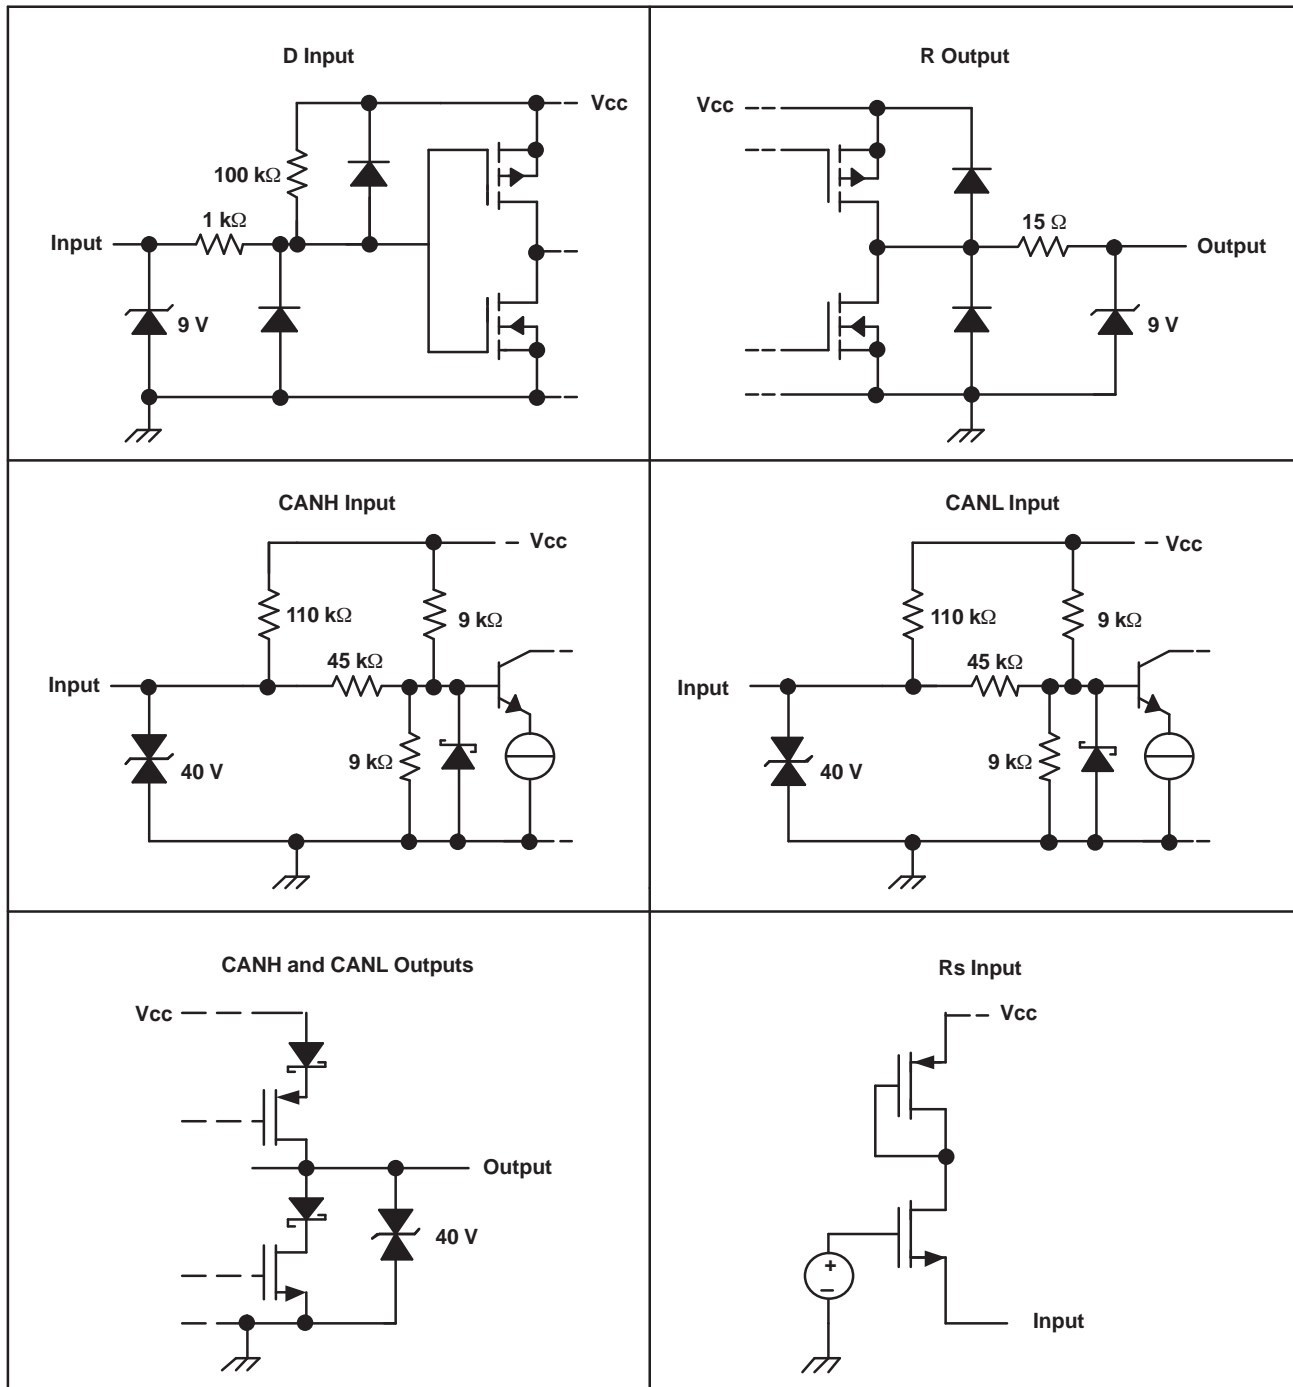 D Input
Vcc
100 kΩ
1 kΩ
Input
9 V
R Output
Vcc
15 Ω
Output
9 V
CANH Input
Vcc
110 kΩ
9 kΩ
45 kΩ
Input
9 kΩ
40 V
CANL Input
Vcc
110 kΩ
9 kΩ
45 kΩ
Input
9 kΩ
40 V
CANH and CANL Outputs
Vcc
Output
40 V
Rs Input
Vcc
+
−
Input